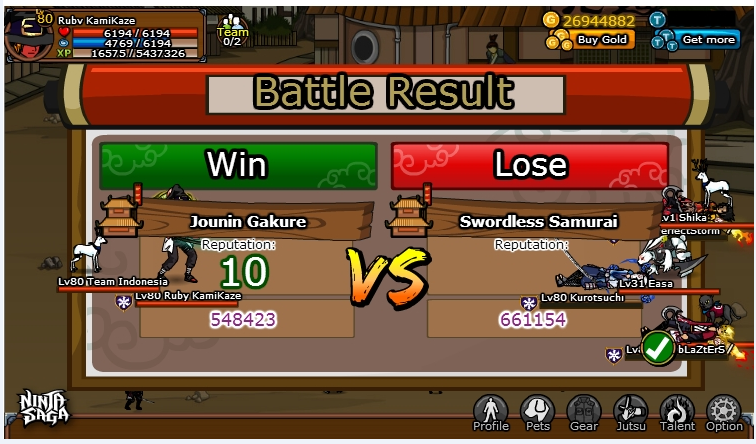 80 Ruby KamiKaze
6194 / 6194
4769 / 6194
XP 16575 / 5437326
Team
0/2
G 26944882
T
Buy Gold
Get more
Battle Result
Win
Lose
Jounin Gakure
Swordless Samurai
Reputation:
10
Reputation:
VS
548423
661154
Lv80 Team Indonesia
Lv80 Ruby KamiKaze
Lv1 Shika
Lv31 Easa
Lv80 Kurotsuchi
bLaZtErS
NINJA
SAGA
Profile
Pets
Gear
Jutsu
Talent
Option